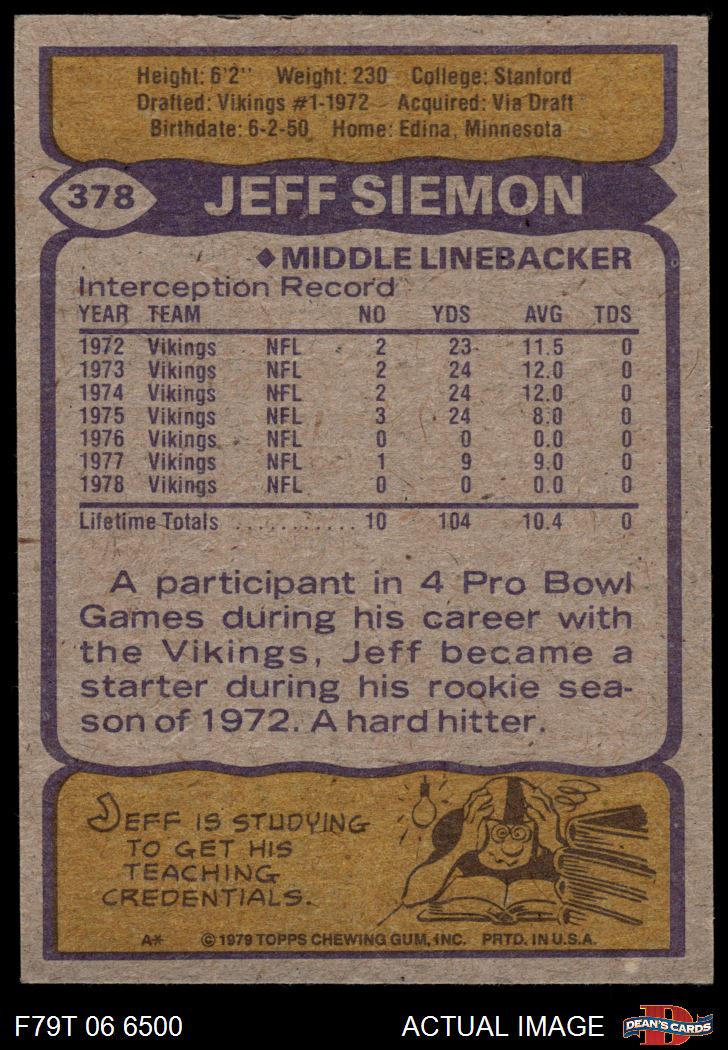 Height: 6'2" Weight: 230 College: Stanford
Drafted: Vikings #1-1972 Acquired: Via Draft
Birthdate: 6-2-50 Home: Edina, Minnesota
378 JEFF SIEMON
◆ MIDDLE LINEBACKER
Interception Record
YEAR TEAM NO YDS AVG TDS
1972 Vikings NFL 2 23 11.5 0
1973 Vikings NFL 2 24 12.0 0
1974 Vikings NFL 2 24 12.0 0
1975 Vikings NFL 3 24 8.0 0
1976 Vikings NFL 0 0 0.0 0
1977 Vikings NFL 1 9 9.0 0
1978 Vikings NFL 0 0 0.0 0
Lifetime Totals ............ 10 104 10.4 0
A participant in 4 Pro Bowl
Games during his career with
the Vikings, Jeff became a
starter during his rookie sea-
son of 1972. A hard hitter.
JEFF IS STUDYING
TO GET HIS
TEACHING
CREDENTIALS.
A* © 1979 TOPPS CHEWING GUM, INC. PRTD. IN U.S.A.
F79T 06 6500 ACTUAL IMAGE D DEAN'S CARDS